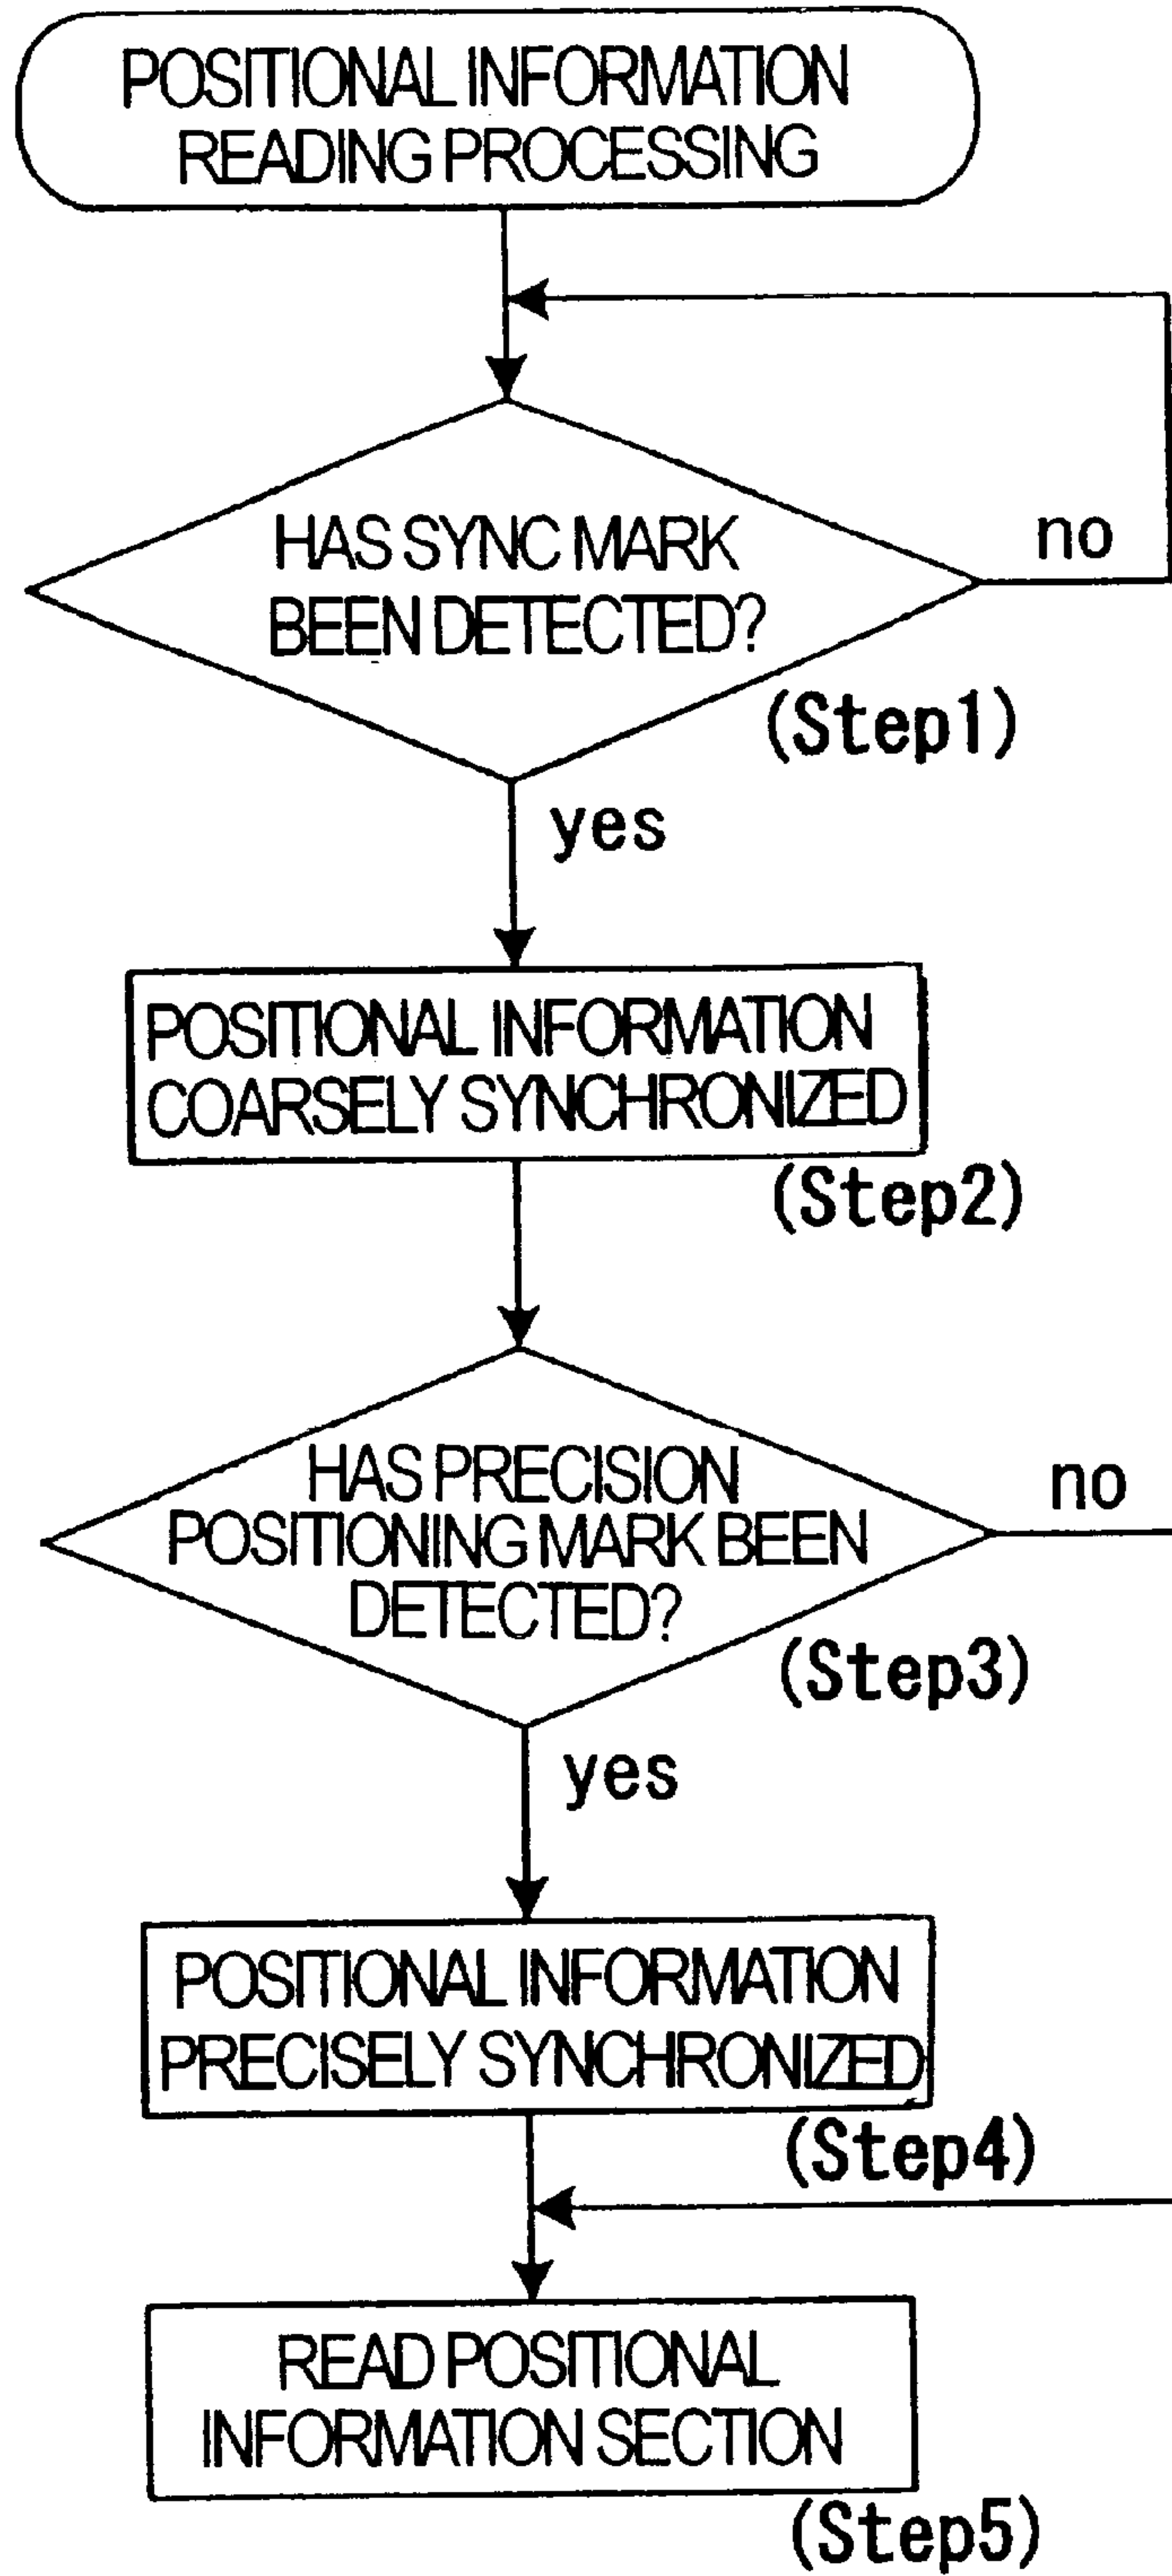 POSITIONAL INFORMATION
READING PROCESSING
HAS SYNC MARK
BEEN DETECTED?
no
(Step1)
yes
POSITIONAL INFORMATION
COARSELY SYNCHRONIZED
(Step2)
HAS PRECISION
POSITIONING MARK BEEN
DETECTED?
no
(Step3)
yes
POSITIONAL INFORMATION
PRECISELY SYNCHRONIZED
(Step4)
READ POSITIONAL
INFORMATION SECTION
(Step5)